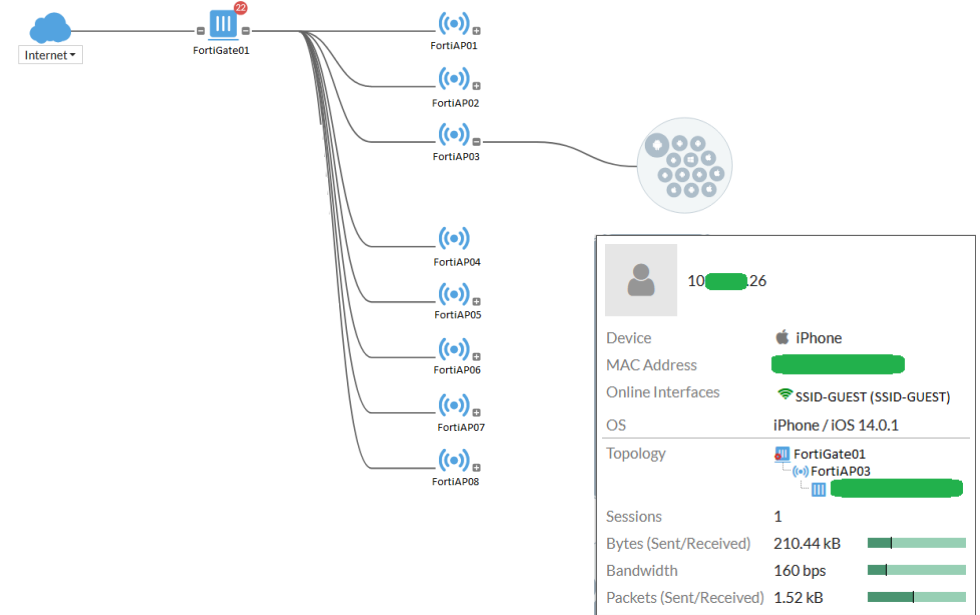 22
FortiGate01
Internet
FortiAP01
FortiAP02
FortiAP03
FortiAP04
FortiAP05
FortiAP06
FortiAP07
FortiAP08
10 .26
Device iPhone
MAC Address
Online Interfaces SSID-GUEST (SSID-GUEST)
OS iPhone / iOS 14.0.1
Topology FortiGate01
FortiAP03
Sessions 1
Bytes (Sent/Received) 210.44 kB
Bandwidth 160 bps
Packets (Sent/Received) 1.52 kB